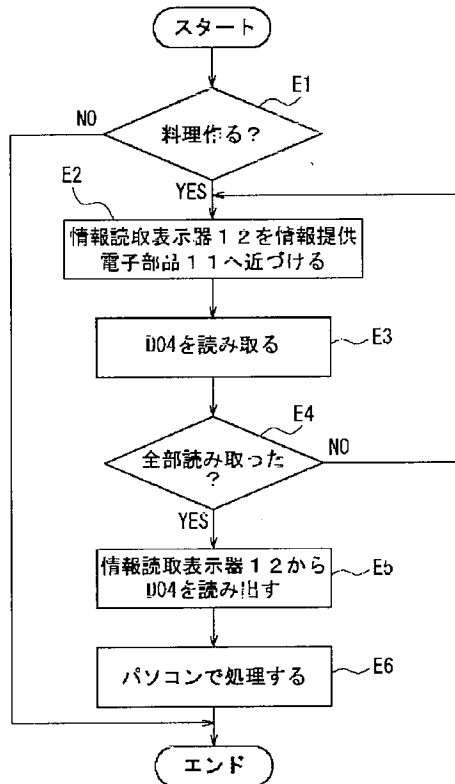 スタート
E1
料理作る?
NO
YES
E2
情報読取表示器12を情報提供
電子部品11へ近づける
D04を読み取る
E3
E4
全部読み取った
?
NO
YES
情報読取表示器12から
D04を読み出す
E5
パソコンで処理する
E6
エンド